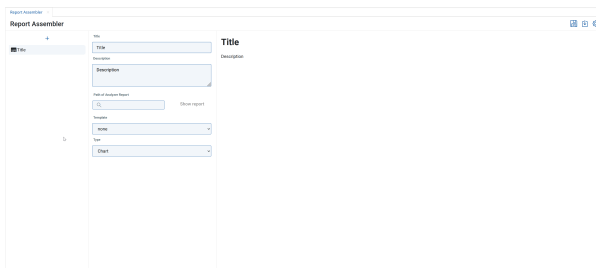 Report Assembler
Report Assembler
+
Title
Title
Title
Description
Description
Path of Analyzer Report
Show report
Template
none
Type
Chart
Title
Description